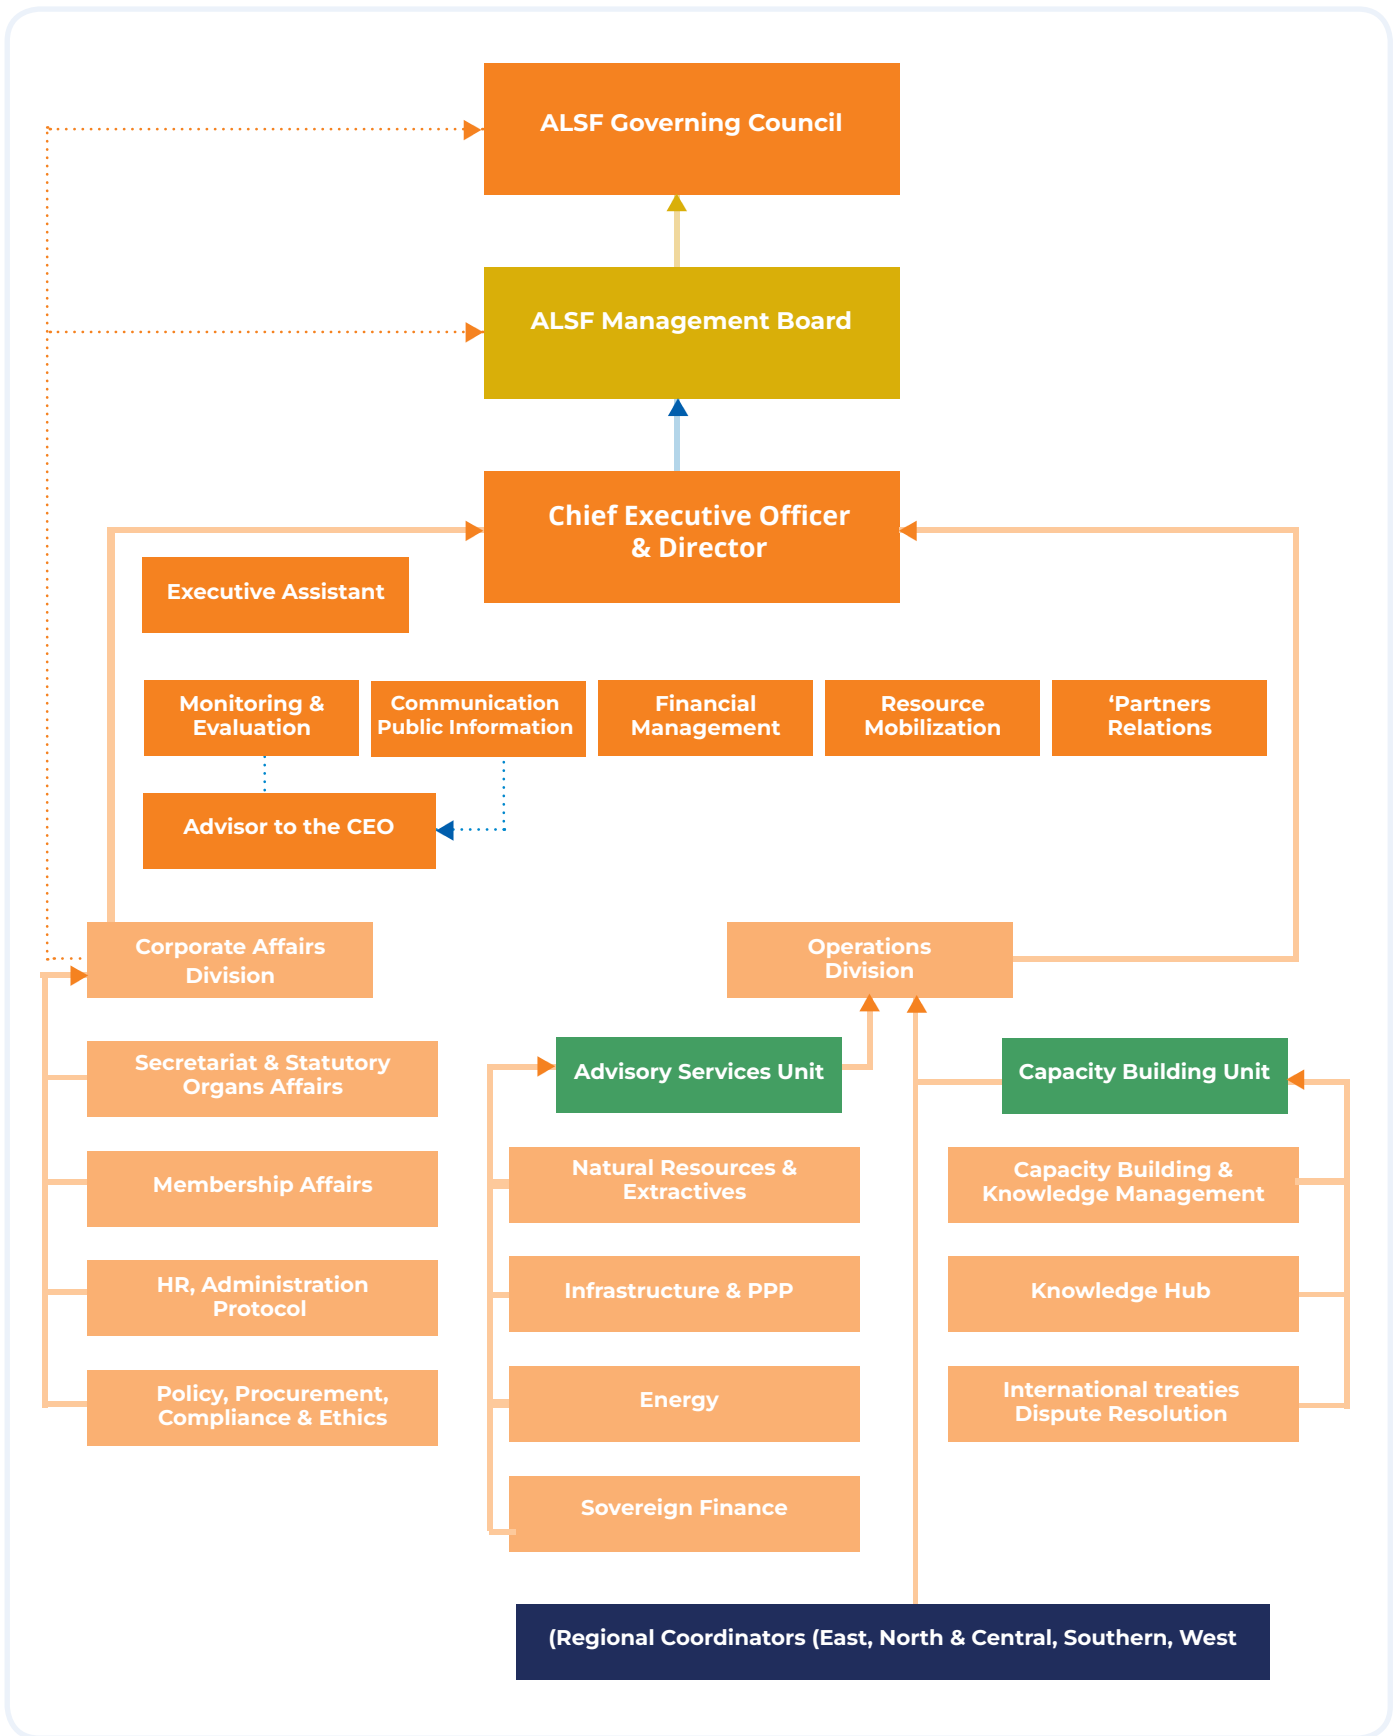 ALSF Governing Council
ALSF Management Board
Chief Executive Officer
& Director
Executive Assistant
Monitoring &
Evaluation
Communication
Public Information
Financial
Management
Resource
Mobilization
‘Partners
Relations
Advisor to the CEO
Corporate Affairs
Division
Operations
Division
Secretariat & Statutory
Organs Affairs
Membership Affairs
HR, Administration
Protocol
Policy, Procurement,
Compliance & Ethics
Advisory Services Unit
Natural Resources &
Extractives
Infrastructure & PPP
Energy
Sovereign Finance
Capacity Building Unit
Capacity Building &
Knowledge Management
Knowledge Hub
International treaties
Dispute Resolution
(Regional Coordinators (East, North & Central, Southern, West